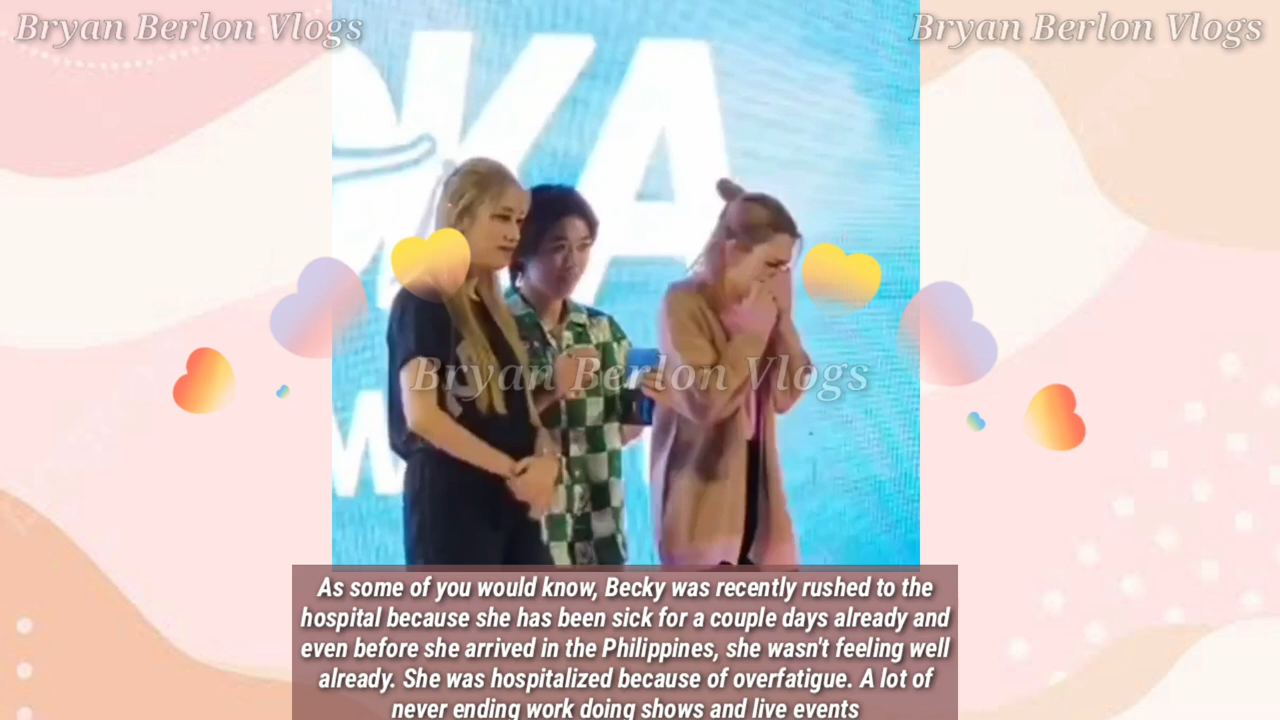 Bryan Berlon Vlogs
Bryan Berlon Vlogs
KA
Bryan Berlon Vlogs
As some of you would know, Becky was recently rushed to the
hospital because she has been sick for a couple days already and
even before she arrived in the Philippines, she wasn't feeling well
already. She was hospitalized because of overfatigue. A lot of
never ending work doing shows and live events